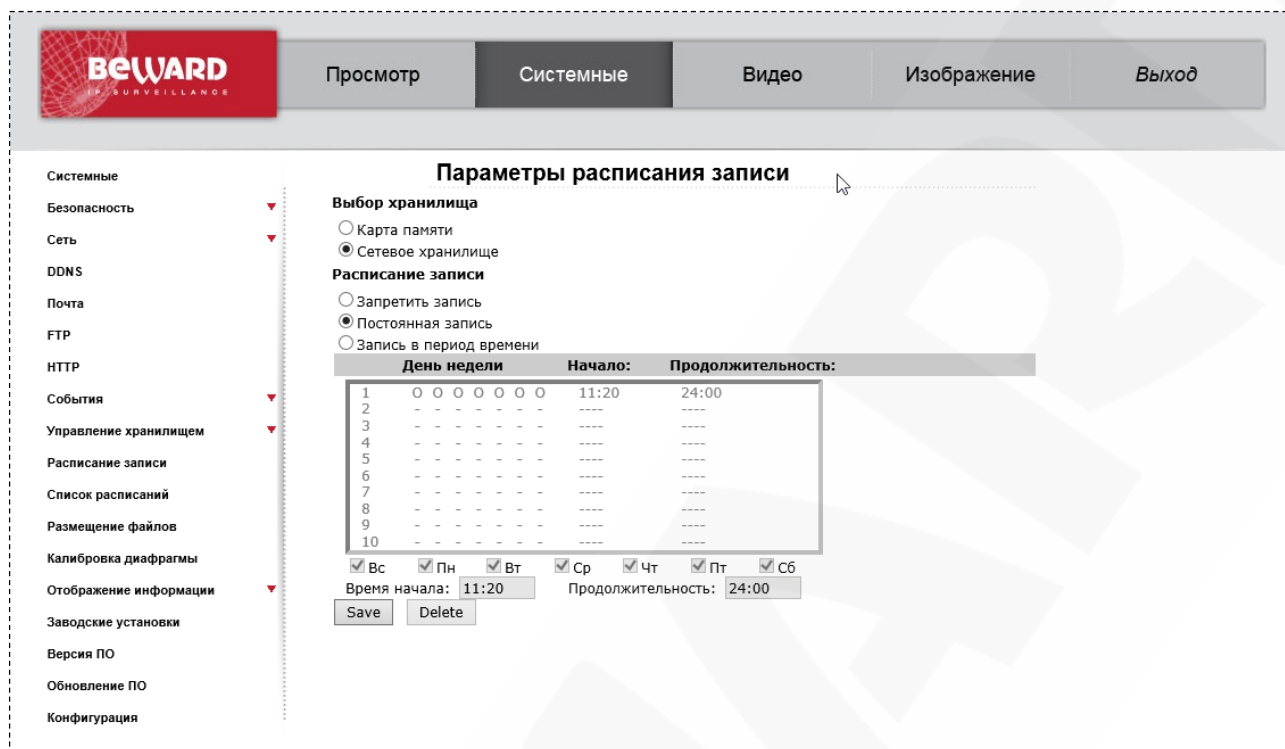 BEWARD
IP SURVEILLANCE
Просмотр Системные Видео Изображение Выход
Системные
Безопасность
Сеть
DDNS
Почта
FTP
HTTP
События
Управление хранилищем
Расписание записи
Список расписаний
Размещение файлов
Калибровка диафрагмы
Отображение информации
Заводские установки
Версия ПО
Обновление ПО
Конфигурация
Параметры расписания записи
Выбор хранилища
Карта памяти
Сетевое хранилище
Расписание записи
Запретить запись
Постоянная запись
Запись в период времени
День недели Начало: Продолжительность:
1 O O O O O O O 11:20 24:00
2 - - - - - - - ---- ----
3 - - - - - - - ---- ----
4 - - - - - - - ---- ----
5 - - - - - - - ---- ----
6 - - - - - - - ---- ----
7 - - - - - - - ---- ----
8 - - - - - - - ---- ----
9 - - - - - - - ---- ----
10 - - - - - - - ---- ----
Вс Пн Вт Ср Чт Пт Сб
Время начала: 11:20 Продолжительность: 24:00
Save Delete